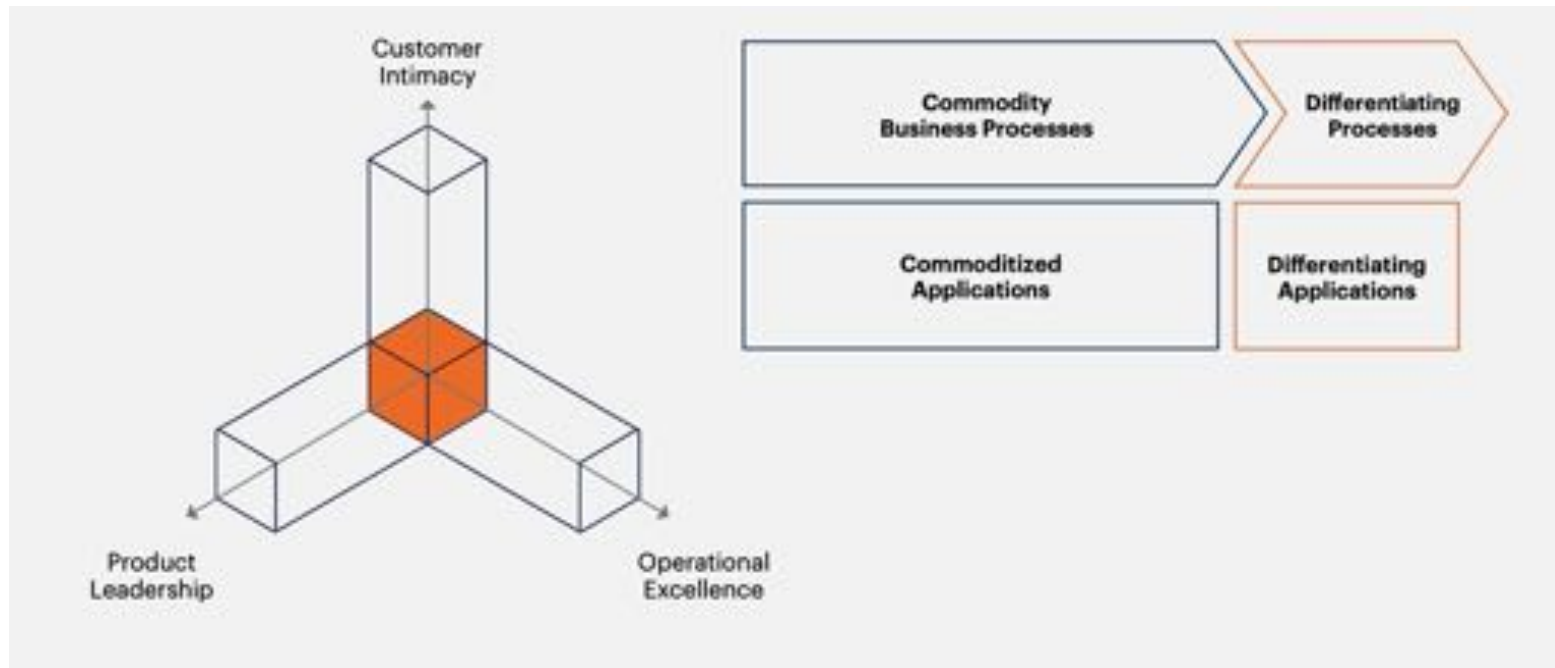 Customer
Intimacy
Product
Leadership
Operational
Excellence
Commodity
Business Processes
Differentiating
Processes
Commoditized
Applications
Differentiating
Applications